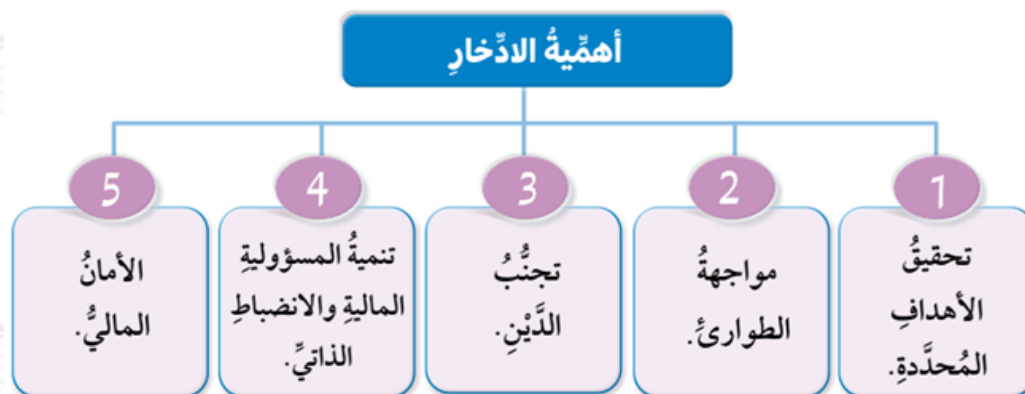 أهمِّيةُ الادِّخارِ
1
تحقيقُ
الأهدافِ
المُحدَّدةِ.
2
مواجهةُ
الطوارئَِ.
3
تجنُّبُ
الدَّيْنِ.
4
تنميةُ المسؤوليةِ
الماليةِ والانضباطِ
الذاتيِّ.
5
الأمانُ
الماليُّ.